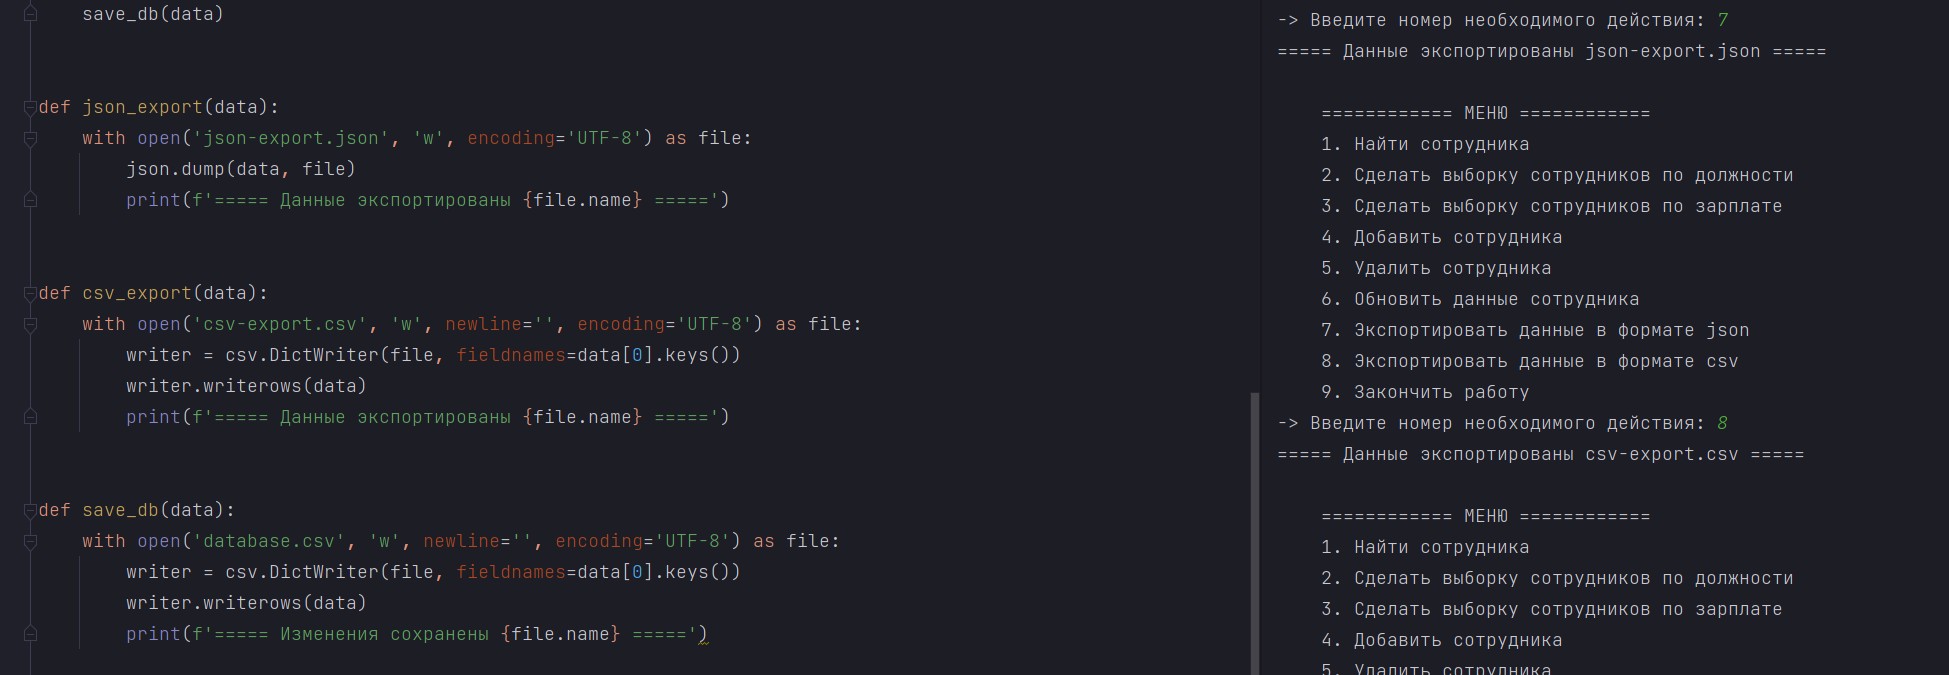 save_db(data)
def json_export(data):
with open('json-export.json', 'w', encoding='UTF-8') as file:
json.dump(data, file)
print(f'===== Данные экспортированы {file.name} =====')
def csv_export(data):
with open('csv-export.csv', 'w', newline='', encoding='UTF-8') as file:
writer = csv.DictWriter(file, fieldnames=data[0].keys())
writer.writerows(data)
print(f'===== Данные экспортированы {file.name} =====')
def save_db(data):
with open('database.csv', 'w', newline='', encoding='UTF-8') as file:
writer = csv.DictWriter(file, fieldnames=data[0].keys())
writer.writerows(data)
print(f'===== Изменения сохранены {file.name} =====')
-> Введите номер необходимого действия: 7
===== Данные экспортированы json-export.json =====
============ МЕНЮ ============
1. Найти сотрудника
2. Сделать выборку сотрудников по должности
3. Сделать выборку сотрудников по зарплате
4. Добавить сотрудника
5. Удалить сотрудника
6. Обновить данные сотрудника
7. Экспортировать данные в формате json
8. Экспортировать данные в формате csv
9. Закончить работу
-> Введите номер необходимого действия: 8
===== Данные экспортированы csv-export.csv =====
============ МЕНЮ ============
1. Найти сотрудника
2. Сделать выборку сотрудников по должности
3. Сделать выборку сотрудников по зарплате
4. Добавить сотрудника
5. Удалить сотрудника